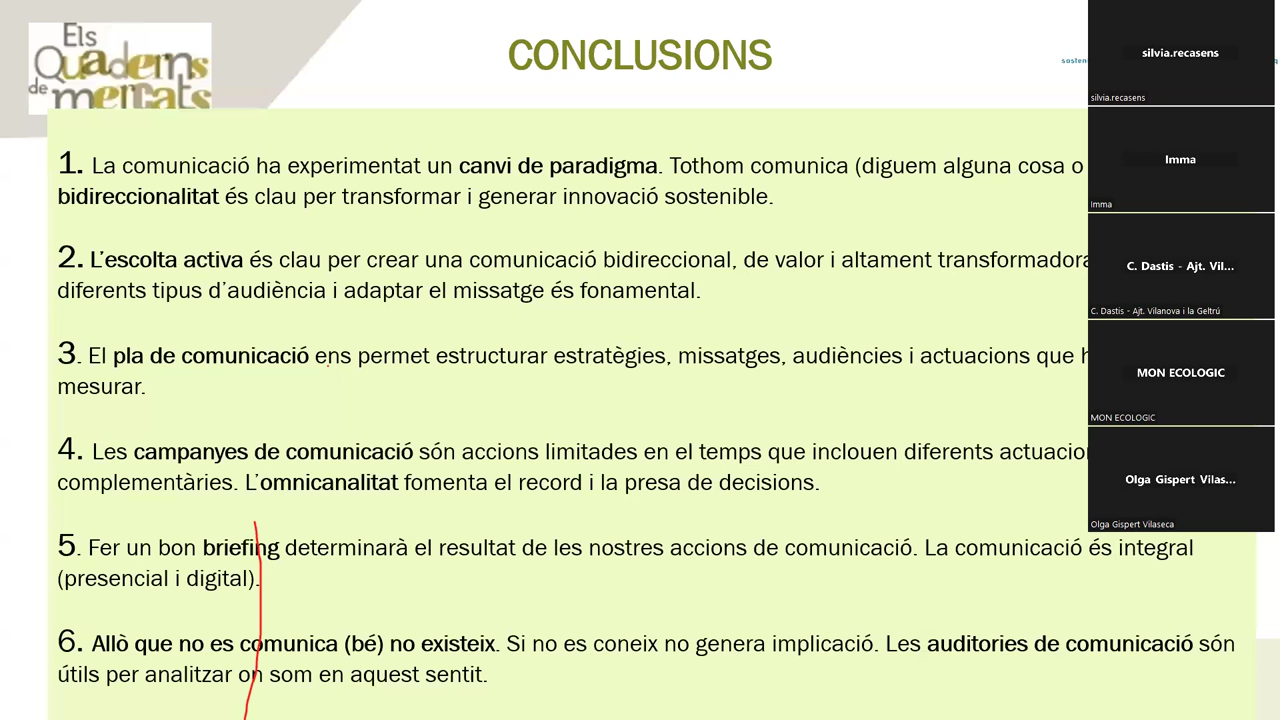 Els
Quaderns
de mercats
CONCLUSIONS
1. La comunicació ha experimentat un canvi de paradigma. Tothom comunica (diguem alguna cosa o
bidireccionalitat és clau per transformar i generar innovació sostenible.
2. L’escolta activa és clau per crear una comunicació bidireccional, de valor i altament transformadora
diferents tipus d’audiència i adaptar el missatge és fonamental.
3. El pla de comunicació ens permet estructurar estratègies, missatges, audiències i actuacions que h
mesurar.
4. Les campanyes de comunicació són accions limitades en el temps que inclouen diferents actuacion
complementàries. L’omnicanalitat fomenta el record i la presa de decisions.
5. Fer un bon briefing determinarà el resultat de les nostres accions de comunicació. La comunicació és integral
(presencial i digital).
6. Allò que no es comunica (bé) no existeix. Si no es coneix no genera implicació. Les auditories de comunicació són
útils per analitzar on som en aquest sentit.
silvia.recasens
silvia.recasens
Imma
Imma
C. Dastis - Ajt. Vil...
C. Dastis - Ajt. Vilanova i la Geltrú
MON ECOLOGIC
MON ECOLOGIC
Olga Gispert Vilas...
Olga Gispert Vilaseca